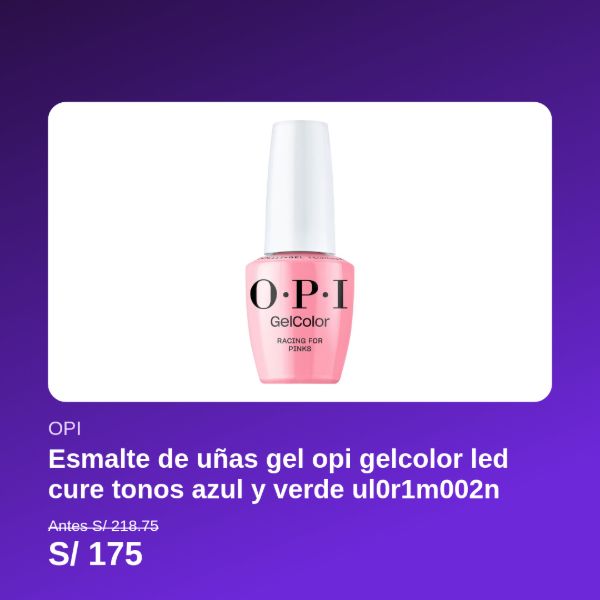 O·P·I
GelColor
RACING FOR
PINKS
OPI
Esmalte de uñas gel opi gelcolor led
cure tonos azul y verde ul0r1m002n
Antes S/ 218.75
S/ 175